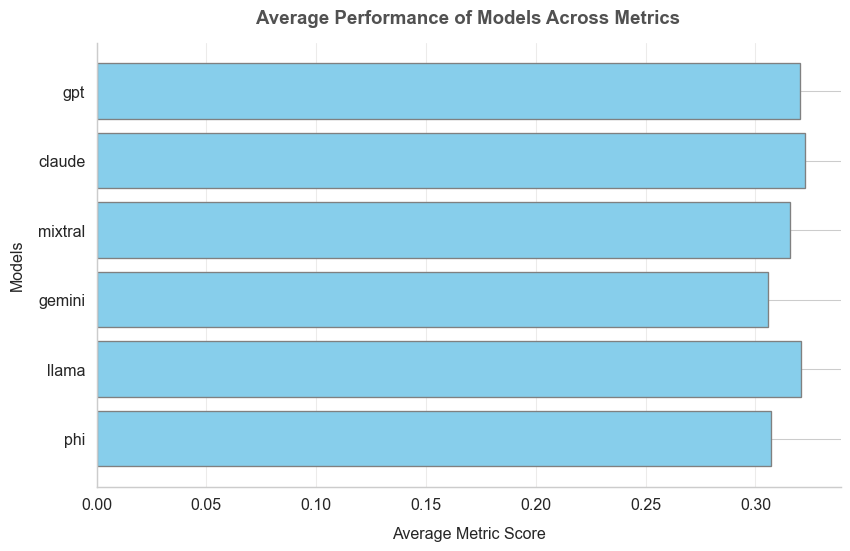 Average Performance of Models Across Metrics
gpt
claude
mixtral
gemini
llama
phi
Models
0.00 0.05 0.10 0.15 0.20 0.25 0.30
Average Metric Score